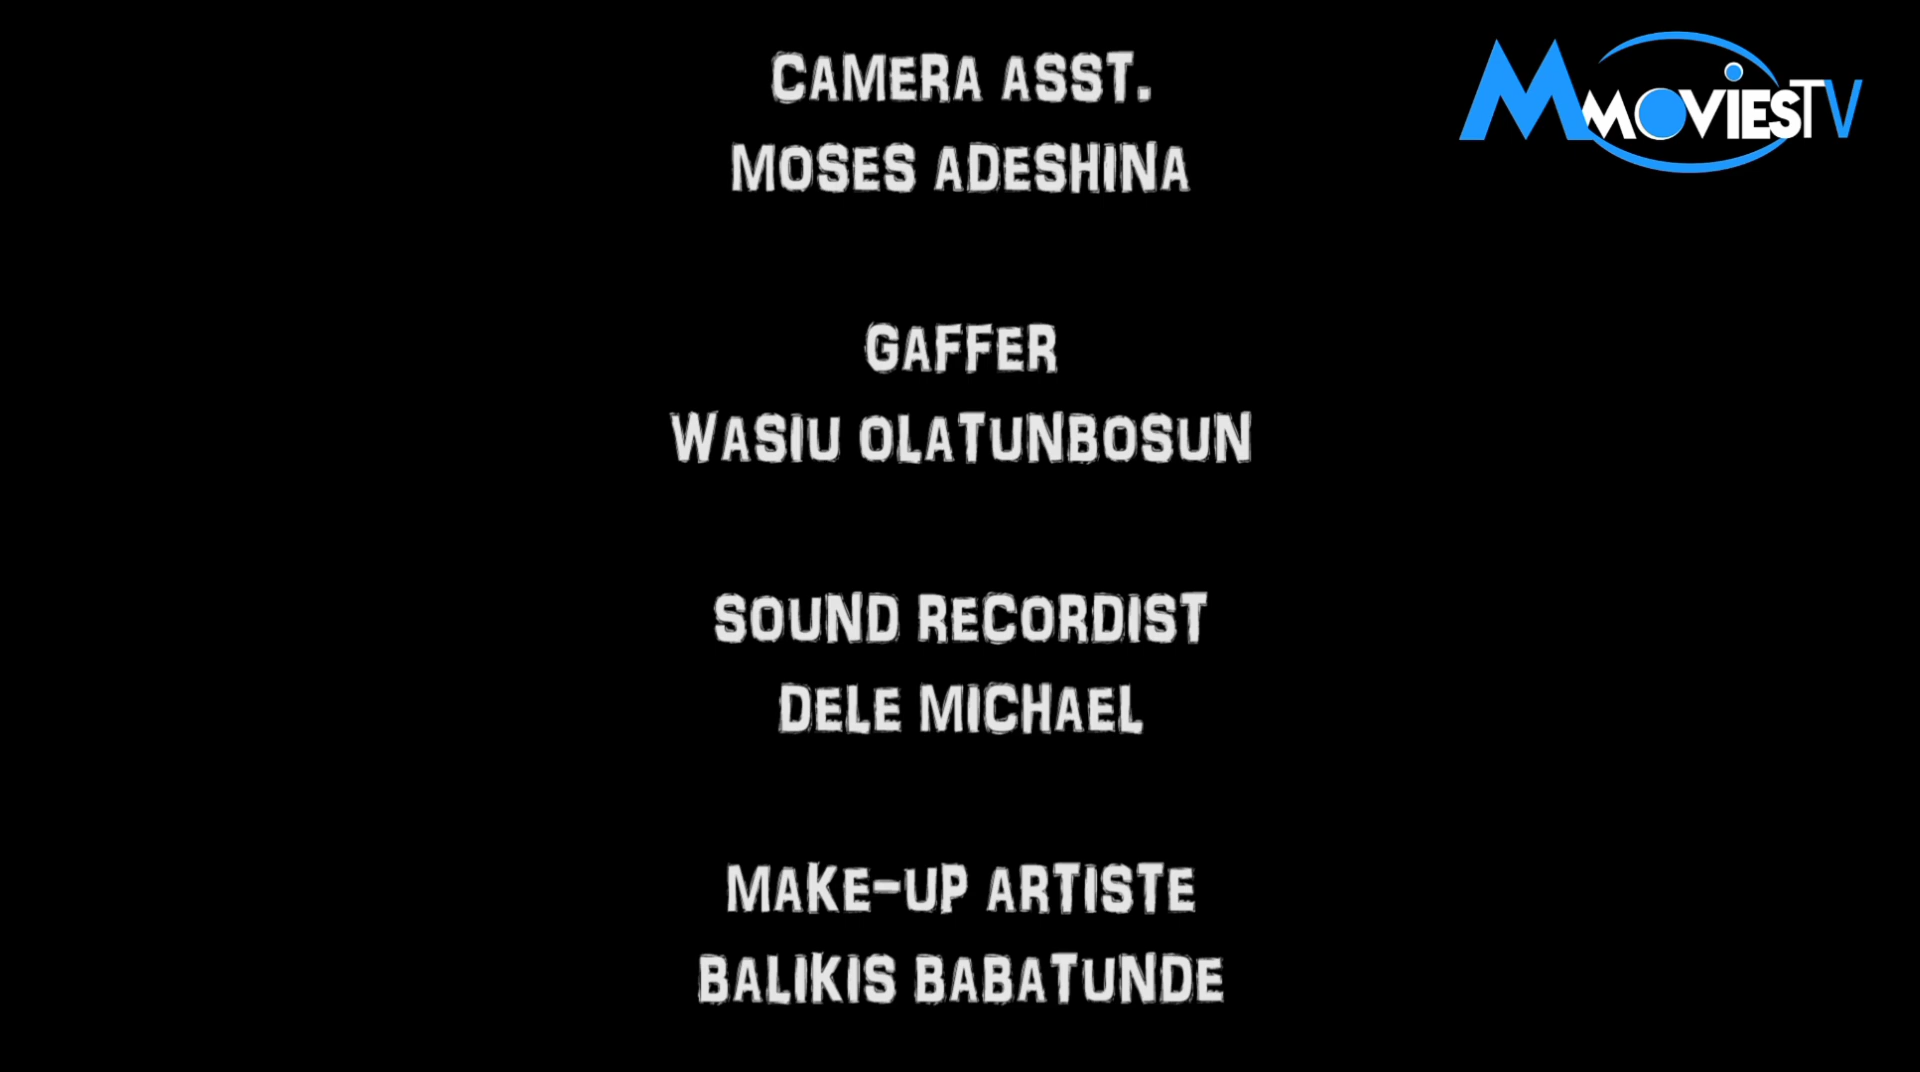 CAMERA ASST.
MOSES ADESHINA
GAFFER
WASIU OLATUNBOSUN
SOUND RECORDIST
DELE MICHAEL
MAKE-UP ARTISTE
BALIKIS BABATUNDE
M MOVIESTV